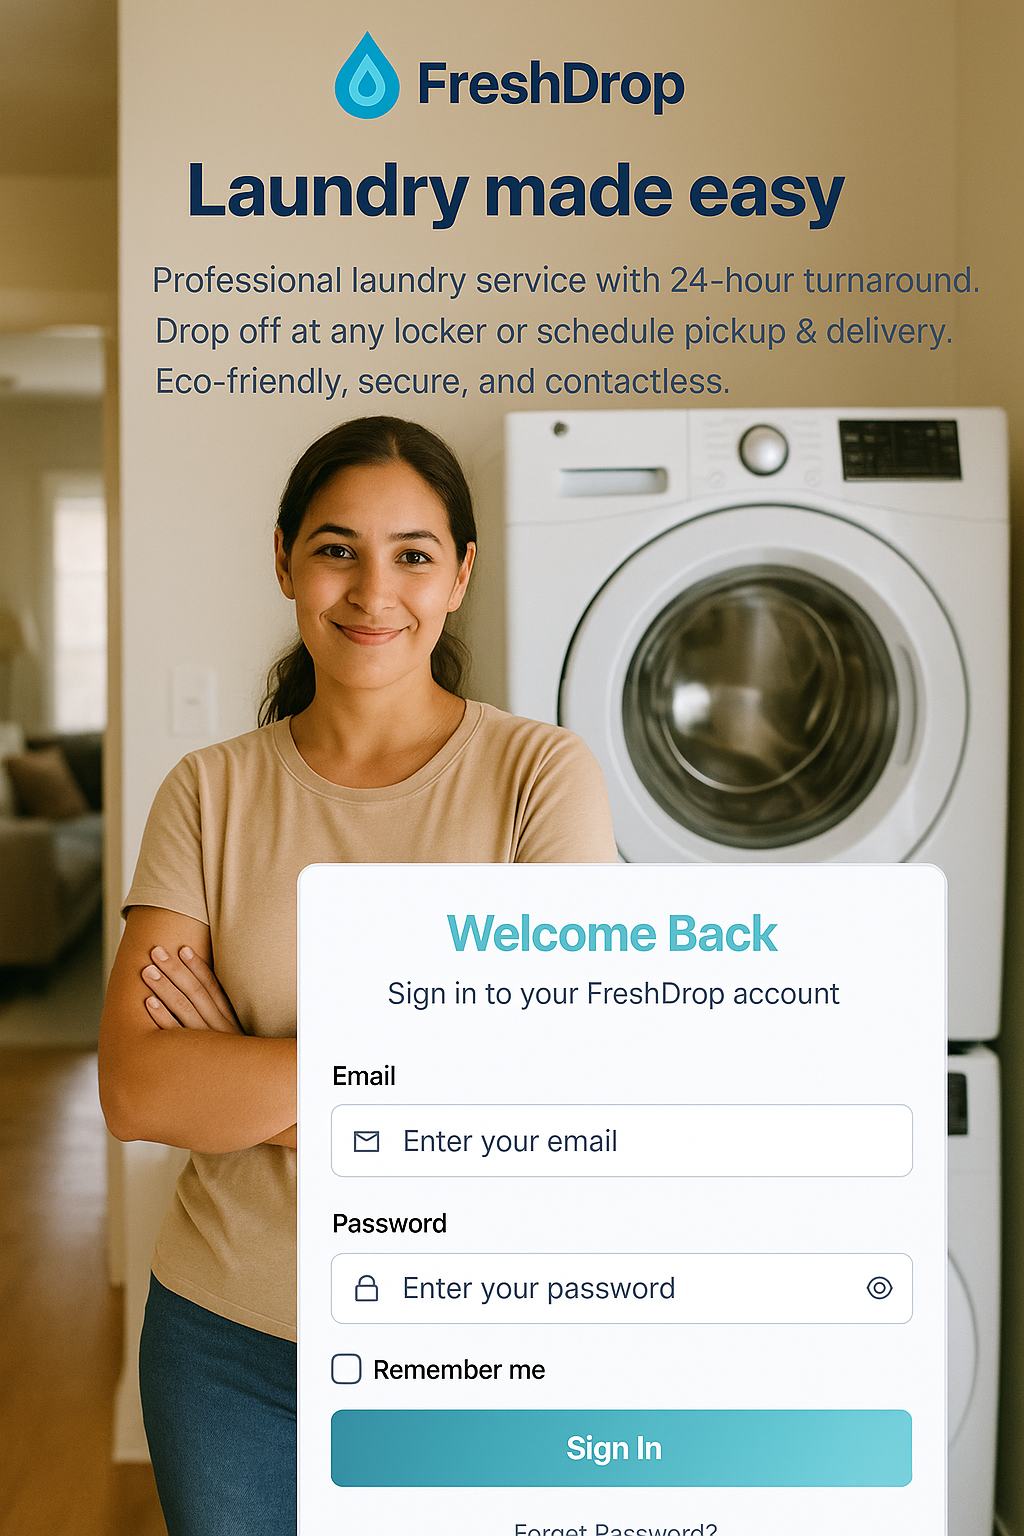 FreshDrop
Laundry made easy
Professional laundry service with 24-hour turnaround.
Drop off at any locker or schedule pickup & delivery.
Eco-friendly, secure, and contactless.
Welcome Back
Sign in to your FreshDrop account
Email
Enter your email
Password
Enter your password
Remember me
Sign In
Forget Password?